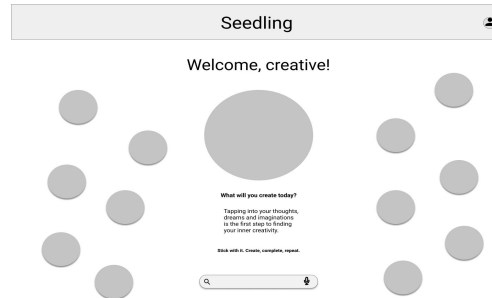 Seedling
Welcome, creative!
What will you create today?
Tapping into your thoughts,
dreams and imaginations
is the first step to finding
your inner creativity.
Stick with it. Create, complete, repeat.